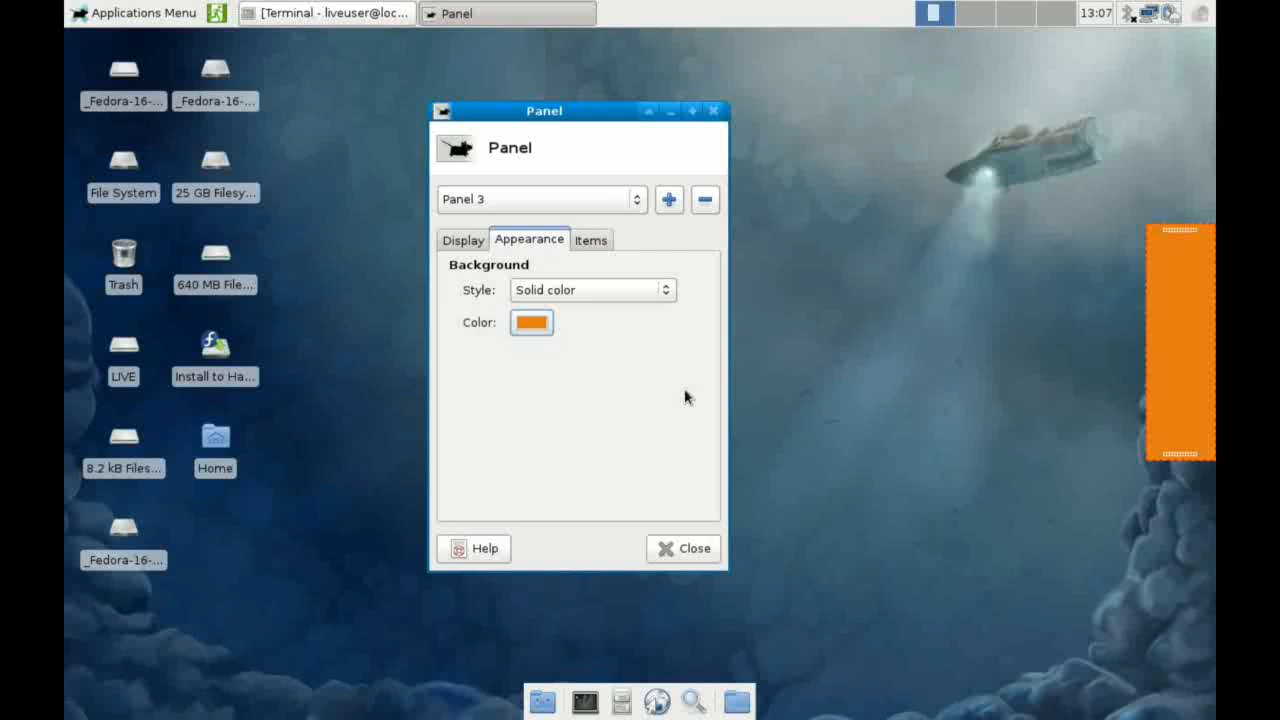 Applications Menu
[Terminal - liveuser@loc...
Panel
13:07
_Fedora-16-...
_Fedora-16-...
File System
25 GB Filesy...
Trash
640 MB File...
LIVE
Install to Ha...
8.2 kB Files...
Home
_Fedora-16-...
Panel
Panel
Panel 3
Display
Appearance
Items
Background
Style: Solid color
Color:
Help
Close